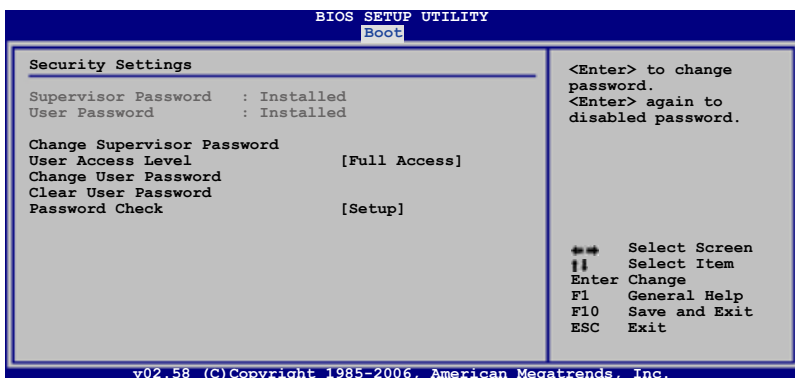 BIOS SETUP UTILITY
Boot
Security Settings
Supervisor Password : Installed
User Password : Installed
Change Supervisor Password
User Access Level [Full Access]
Change User Password
Clear User Password
Password Check [Setup]
<Enter> to change
password.
<Enter> again to
disabled password.
←→ Select Screen
↑↓ Select Item
Enter Change
F1 General Help
F10 Save and Exit
ESC Exit
v02.58 (C)Copyright 1985-2006, American Megatrends, Inc.